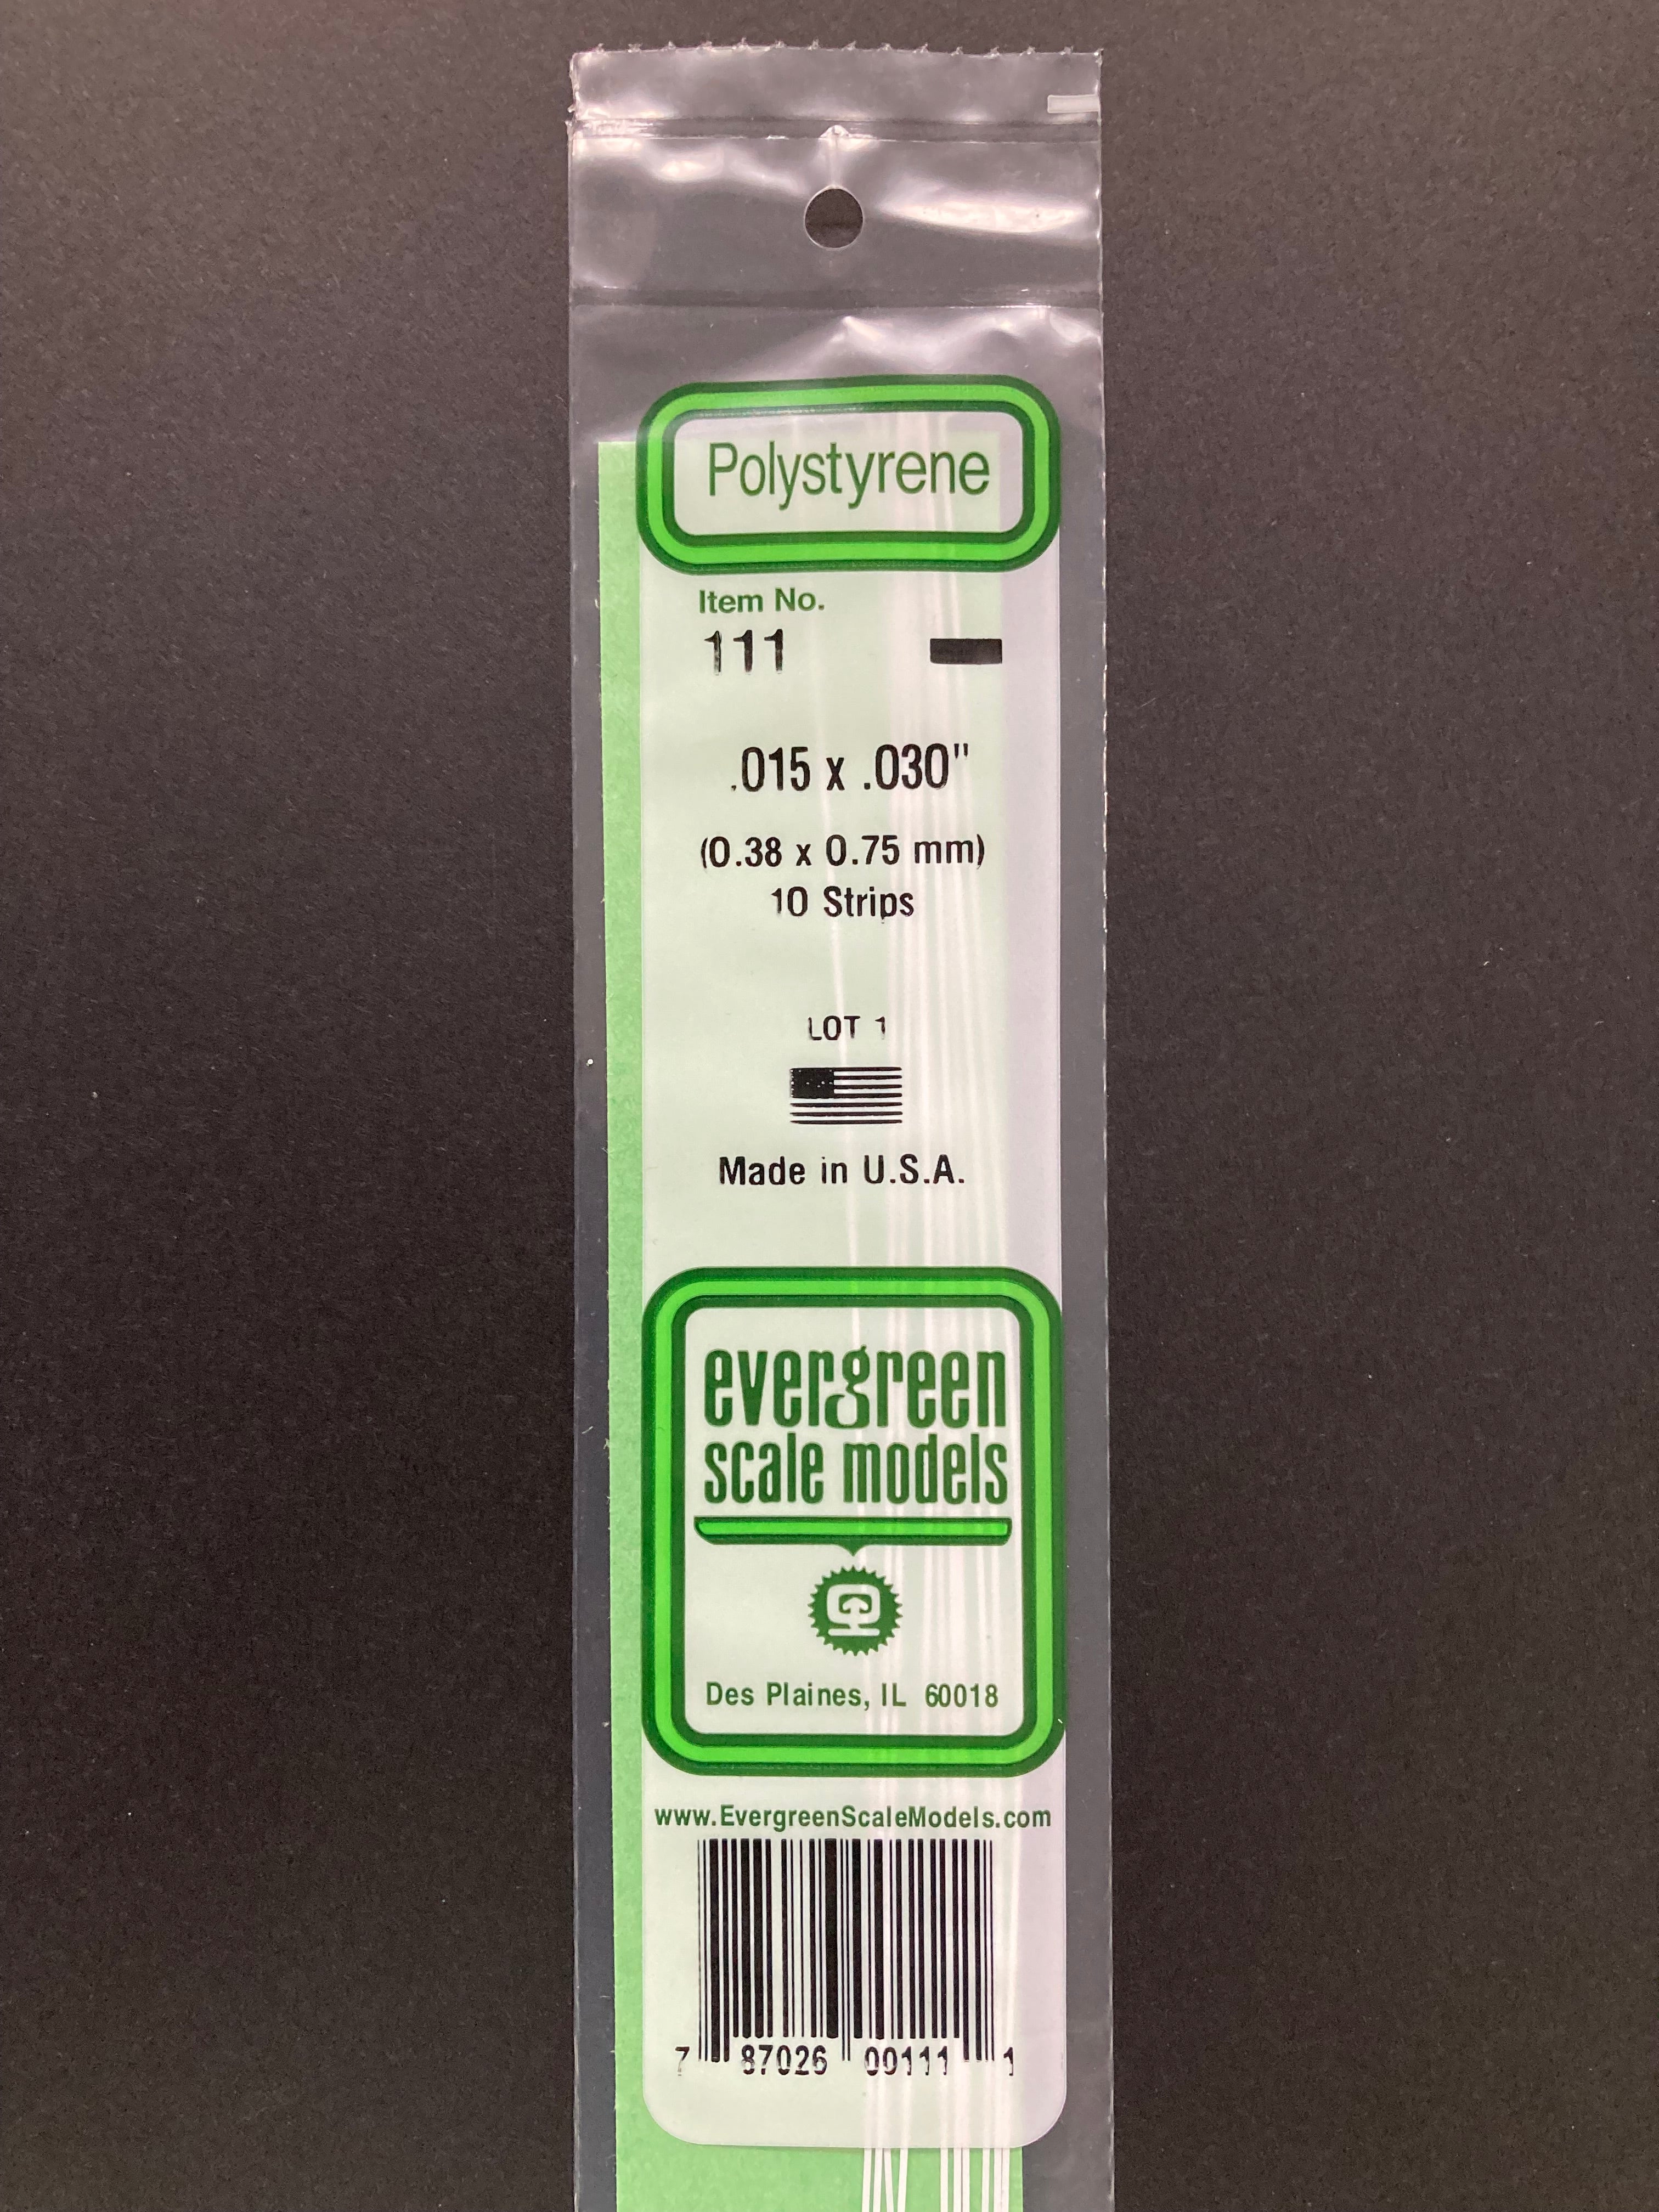 Polystyrene
Item No.
111
.015 x .030"
(0.38 x 0.75 mm)
10 Strips
LOT 1
Made in U.S.A.
evergreen
scale models
Des Plaines, IL 60018
www.EvergreenScaleModels.com
7 87026 00111 1